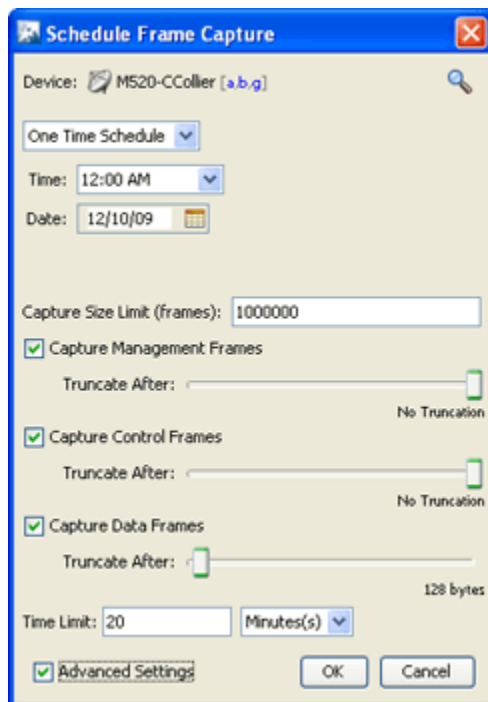 Schedule Frame Capture
Device: M520-CCollier [a,b,g]
One Time Schedule
Time: 12:00 AM
Date: 12/10/09
Capture Size Limit (frames): 1000000
Capture Management Frames
Truncate After:
No Truncation
Capture Control Frames
Truncate After:
No Truncation
Capture Data Frames
Truncate After:
128 bytes
Time Limit: 20 Minutes(s)
Advanced Settings OK Cancel